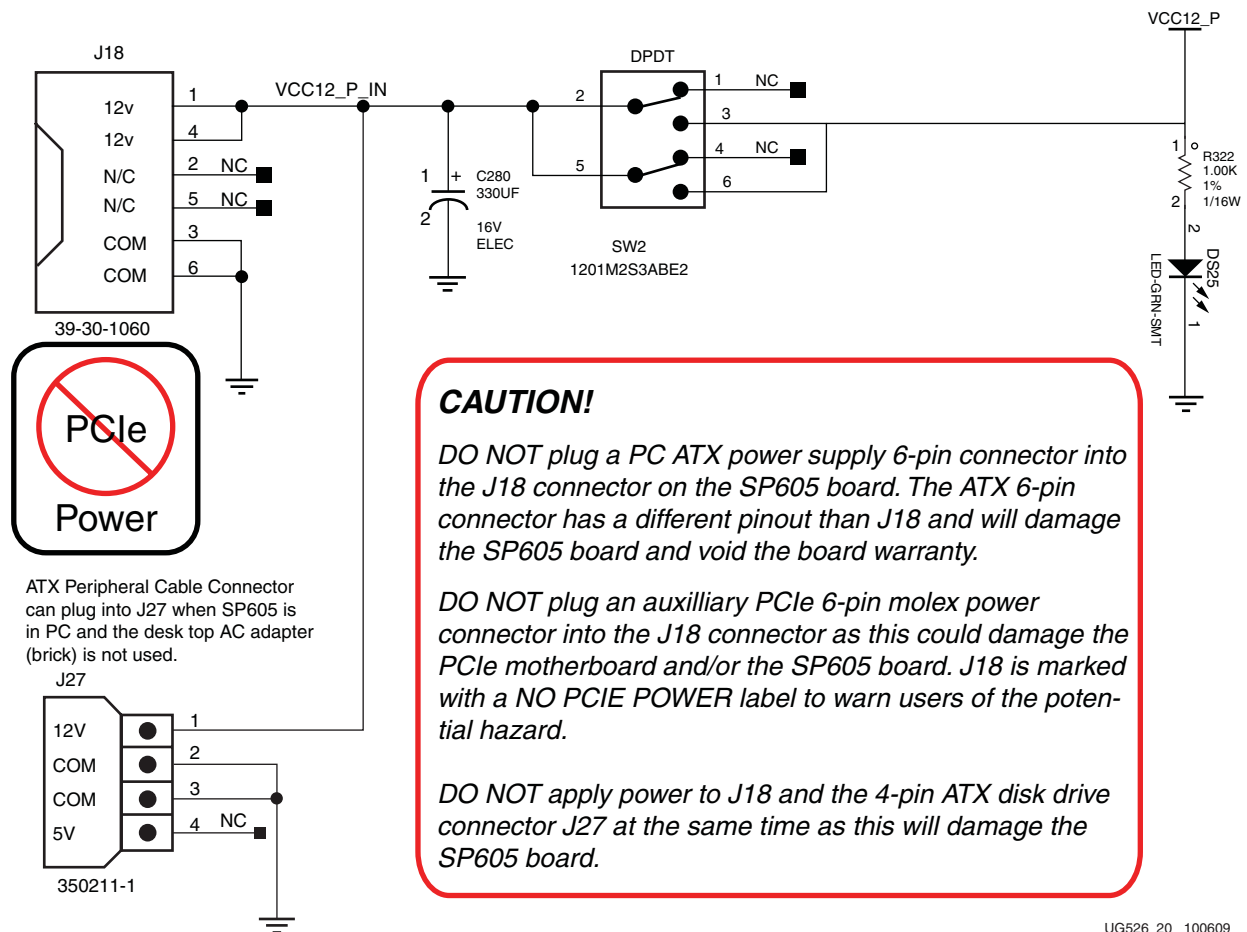 VCC12_P
J18
DPDT
12v 1
12v 4
N/C 2 NC
N/C 5 NC
COM 3
COM 6
39-30-1060
VCC12_P_IN
1 + C280
330UF
2
16V
ELEC
2
5
1 NC
3
4 NC
6
SW2
1201M2S3ABE2
1
R322
1.00K
1%
1/16W
2
2
DS25
LED-GRN-SMT
1
PCIe
Power
CAUTION!
DO NOT plug a PC ATX power supply 6-pin connector into
the J18 connector on the SP605 board. The ATX 6-pin
connector has a different pinout than J18 and will damage
the SP605 board and void the board warranty.
DO NOT plug an auxilliary PCIe 6-pin molex power
connector into the J18 connector as this could damage the
PCIe motherboard and/or the SP605 board. J18 is marked
with a NO PCIE POWER label to warn users of the poten-
tial hazard.
DO NOT apply power to J18 and the 4-pin ATX disk drive
connector J27 at the same time as this will damage the
SP605 board.
ATX Peripheral Cable Connector
can plug into J27 when SP605 is
in PC and the desk top AC adapter
(brick) is not used.
J27
12V 1
COM 2
COM 3
5V 4 NC
350211-1
UG526_20_100609